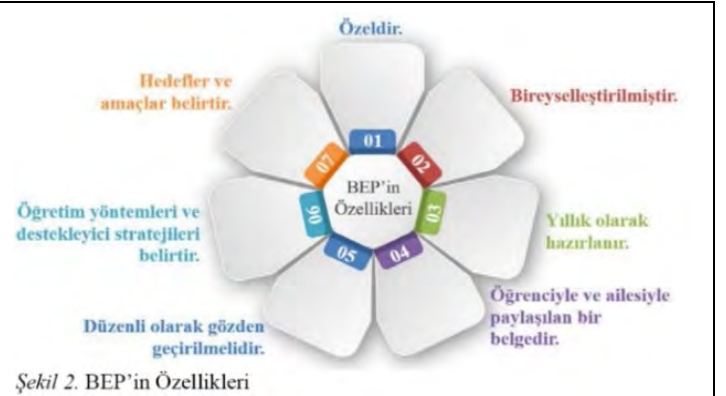 Özeldir.
01
Bireyselleştirilmiştir.
02
Yıllık olarak
hazırlanır.
03
Öğrenciyle ve ailesiyle
paylaşılan bir
belgedir.
04
Düzenli olarak gözden
geçirilmelidir.
05
Öğretim yöntemleri ve
destekleyici stratejileri
belirtir.
06
Hedefler ve
amaçlar belirtir.
07
BEP’in
Özellikleri
Şekil 2. BEP’in Özellikleri